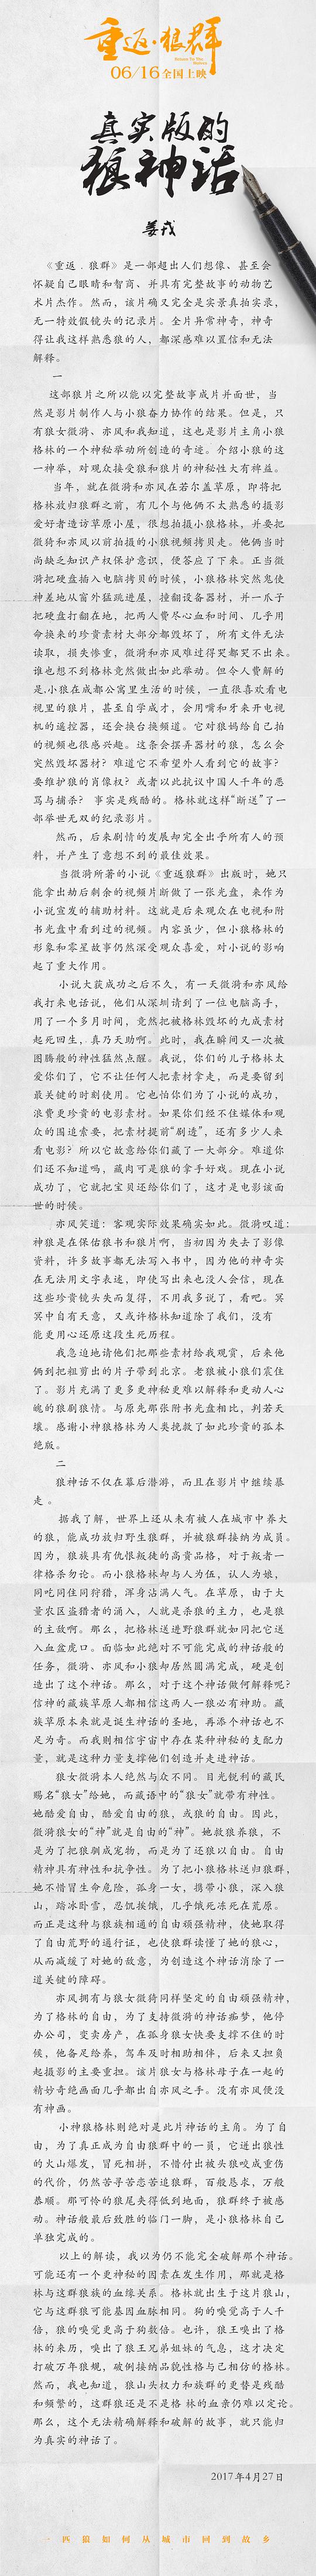 重返·狼群
Return To The
Wolves
06/16全国上映
真实版的
狼神话
姜戎
《重返．狼群》是一部超出人们想像、甚至会
怀疑自己眼睛和智商、并具有完整故事的动物艺
术片杰作。然而，该片确又完全是实景真拍实录，
无一特效假镜头的记录片。全片异常神奇，神奇
得让我这样熟悉狼的人，都深感难以置信和无法
解释。
一
这部狼片之所以能以完整故事成片并面世，当
然是影片制作人与小狼奋力协作的结果。但是，只
有狼女微漪、亦风和我知道，这也是影片主角小狼
格林的一个神秘举动所创造的奇迹。介绍小狼的这
一神举，对观众接受狼和狼片的神秘性大有裨益。
当年，就在微漪和亦风在若尔盖草原，即将把
格林放归狼群之前，有几个与他俩不太熟悉的摄影
爱好者造访草原小屋，很想拍摄小狼格林，并要把
微漪和亦风以前拍摄的小狼视频拷贝走。他俩当时
尚缺乏知识产权保护意识，便答应了下来。正当微
漪把硬盘插入电脑拷贝的时候，小狼格林突然鬼使
神差地从窗外猛跳进屋，撞翻设备器材，并一爪子
把硬盘打翻在地，把两人费尽心血和时间、几乎用
命换来的珍贵素材大部分都毁坏了，所有文件无法
读取，损失惨重，微漪和亦风难过得哭都哭不出来。
谁也想不到格林竟然做出如此举动。但令人费解的
是,小狼在成都公寓里生活的时候，一直很喜欢看电
视里的狼片，甚至自学成才，会用嘴和牙来开电视
机的遥控器，还会换台换频道。它对狼妈给自己拍
的视频也很感兴趣。这条会摆弄器材的狼，怎么会
突然毁坏器材？难道它不希望外人看到它的故事？
要维护狼的肖像权？或者以此抗议中国人千年的恶
骂与捕杀？ 事实是残酷的。格林就这样“断送”了一
部举世无双的纪录影片。
然而，后来剧情的发展却完全出乎所有人的预
料，并产生了意想不到的最佳效果。
当微漪所著的小说《重返狼群》出版时，她只
能拿出劫后剩余的视频片断做了一张光盘，来作为
小说宣发的辅助材料。这就是后来观众在电视和附
书光盘中看到过的视频。内容虽少，但小狼格林的
形象和零星故事仍然深受观众喜爱，对小说的影响
起了重大作用。
小说大获成功之后不久，有一天微漪和亦风给
我打来电话说，他们从深圳请到了一位电脑高手，
用了一个多月时间，竟然把被格林毁坏的九成素材
起死回生，真乃天助啊。此时，我在瞬间又一次被
图腾般的神性猛然点醒。我说，你们的儿子格林太
爱你们了，它不让任何人把素材拿走，而是要留到
最关键的时刻使用。它也怕你们为了小说的成功，
浪费更珍贵的电影素材。如果你们经不住媒体和观
众的围追索要，把素材提前“剧透”，还有多少人来
看电影？所以它故意给你们藏了一大部分。难道你
们还不知道吗，藏肉可是狼的拿手好戏。现在小说
成功了，它就把宝贝还给你们了，这才是电影该面
世的时候。
亦风笑道：客观实际效果确实如此。微漪叹道：
神狼是在保佑狼书和狼片啊，当初因为失去了影像
资料，许多故事都无法写入书中，因为他的神奇实
在无法用文字表述，即使写出来也没人会信，现在
这些珍贵镜头失而复得，不用我多说了，看吧。冥
冥中自有天意，又或许格林知道除了我们，没有
能更用心还原这段生死历程。
我急迫地请他们把那些素材给我观赏，后来他
俩到把粗剪出的片子带到北京。老狼被小狼们震住
了。影片充满了更多更神秘更难以解释和更动人心
魄的狼剧狼情。与原先那张附书光盘相比，判若天
壤。感谢小神狼格林为人类挽救了如此珍贵的孤本
绝版。
二
狼神话不仅在幕后潜游，而且在影片中继续暴
走 。
据我了解，世界上还从未有被人在城市中养大
的狼，能成功放归野生狼群，并被狼群接纳为成员。
因为，狼族具有仇恨叛徒的高贵品格，对于叛者一
律格杀勿论。而小狼格林却与人为伍，认人为娘，
同吃同住同狩猎，浑身沾满人气。在草原，由于大
量农区盗猎者的涌入，人就是杀狼的主力，也是狼
的主敌啊。那么，把格林送进野狼群就如同把它送
入血盆虎口。面临如此绝对不可能完成的神话般的
任务，微漪、亦风和小狼却居然圆满完成，硬是创
造出了这个神话。那么，对于这个神话做何解释呢？
信神的藏族草原人都相信这两人一狼必有神助。藏
族草原本来就是诞生神话的圣地，再添个神话也不
足为奇。而我则相信宇宙中存在某种神秘的支配力
量，就是这种力量支撑他们创造并走进神话。
狼女微漪本人绝然与众不同。目光锐利的藏民
赐名“狼女”给她，而藏语中的“狼女”就带有神性。
她酷爱自由，酷爱自由的狼，或狼的自由。因此，
微漪狼女的“神”就是自由的“神”。她救狼养狼，不
是为了把狼驯成宠物，而是为了还狼以自由。自由
精神具有神性和抗争性。为了把小狼格林送归狼群，
她不惜冒生命危险，孤身一女，携带小狼，深入狼
山，踏冰卧雪，忍饥挨饿，几乎饿死冻死在荒原。
而正是这种与狼族相通的自由顽强精神，使她取得
了自由荒野的通行证，也使狼群读懂了她的狼心，
从而减缓了对她的敌意，为创造这个神话消除了一
道关键的障碍。
亦风拥有与狼女微漪同样坚定的自由顽强精神，
为了格林的自由，为了支持微漪的神话痴梦，他停
办公司，变卖房产，在孤身狼女快要支撑不住的时
候，他备足给养，驾车及时相助相伴，后来又担负
起摄影的主要重担。该片狼女与格林母子在一起的
精妙奇绝画面几乎都出自亦风之手。没有亦风便没
有神画。
小神狼格林则绝对是此片神话的主角。为了自
由，为了真正成为自由狼群中的一员，它迸出狼性
的火山爆发，冒死相拼，不惜付出被头狼咬成重伤
的代价，仍然苦寻苦恋苦追狼群，百般恳求，万般
恭顺。那可怜的狼尾夹得低到地面，狼群终于被感
动。神话般最后致胜的临门一脚，是小狼格林自己
单独完成的。
以上的解读，我以为仍不能完全破解那个神话。
可能还有一个更神秘的因素在发生作用，那就是格
林与这群狼族的血缘关系。格林就出生于这片狼山，
它与这群狼可能基因血脉相同。狗的嗅觉高于人千
倍，狼的嗅觉更高于狗数倍。也许，狼王嗅出了格
林的来历，嗅出了狼王兄弟姐妹的气息，这才决定
打破万年狼规，破例接纳品貌性格与己相仿的格林。
然而，我也知道，狼山头权力和族群的更替是残酷
和频繁的，这群狼还是不是格 林的血亲仍难以定论。
那么，这个无法精确解释和破解的故事，就只能归
为真实的神话了。
2017年4月27日
一匹狼如何从城市回到故乡